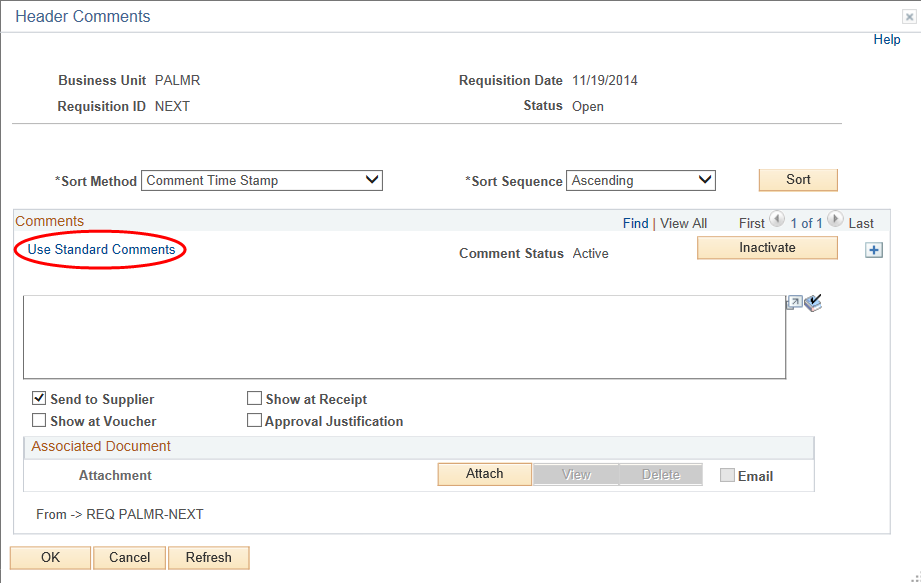 Header Comments
Help
Business Unit PALMR Requisition Date 11/19/2014
Requisition ID NEXT Status Open
*Sort Method Comment Time Stamp *Sort Sequence Ascending Sort
Comments Find | View All First 1 of 1 Last
Use Standard Comments Comment Status Active Inactivate
Send to Supplier Show at Receipt
Show at Voucher Approval Justification
Associated Document
Attachment Attach View Delete Email
From -> REQ PALMR-NEXT
OK Cancel Refresh